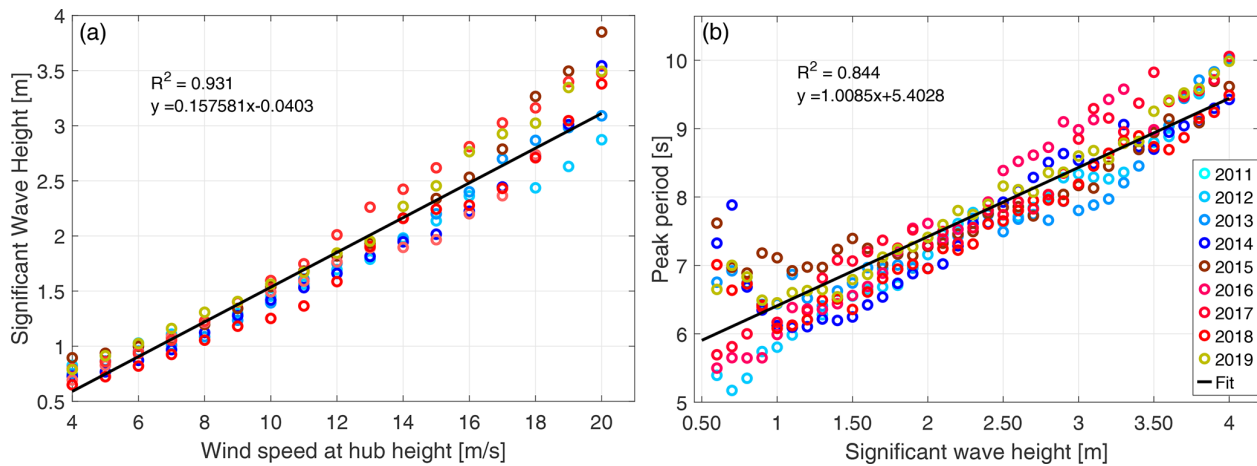 (a)
R² = 0.931
y =0.157581x-0.0403
Significant Wave Height [m]
4
3.5
3
2.5
2
1.5
1
0.5
4 6 8 10 12 14 16 18 20
Wind speed at hub height [m/s]
(b)
R² = 0.844
y =1.0085x+5.4028
Peak period [s]
10
9
8
7
6
5
0.50 1 1.50 2 2.50 3 3.50 4
Significant wave height [m]
2011
2012
2013
2014
2015
2016
2017
2018
2019
Fit